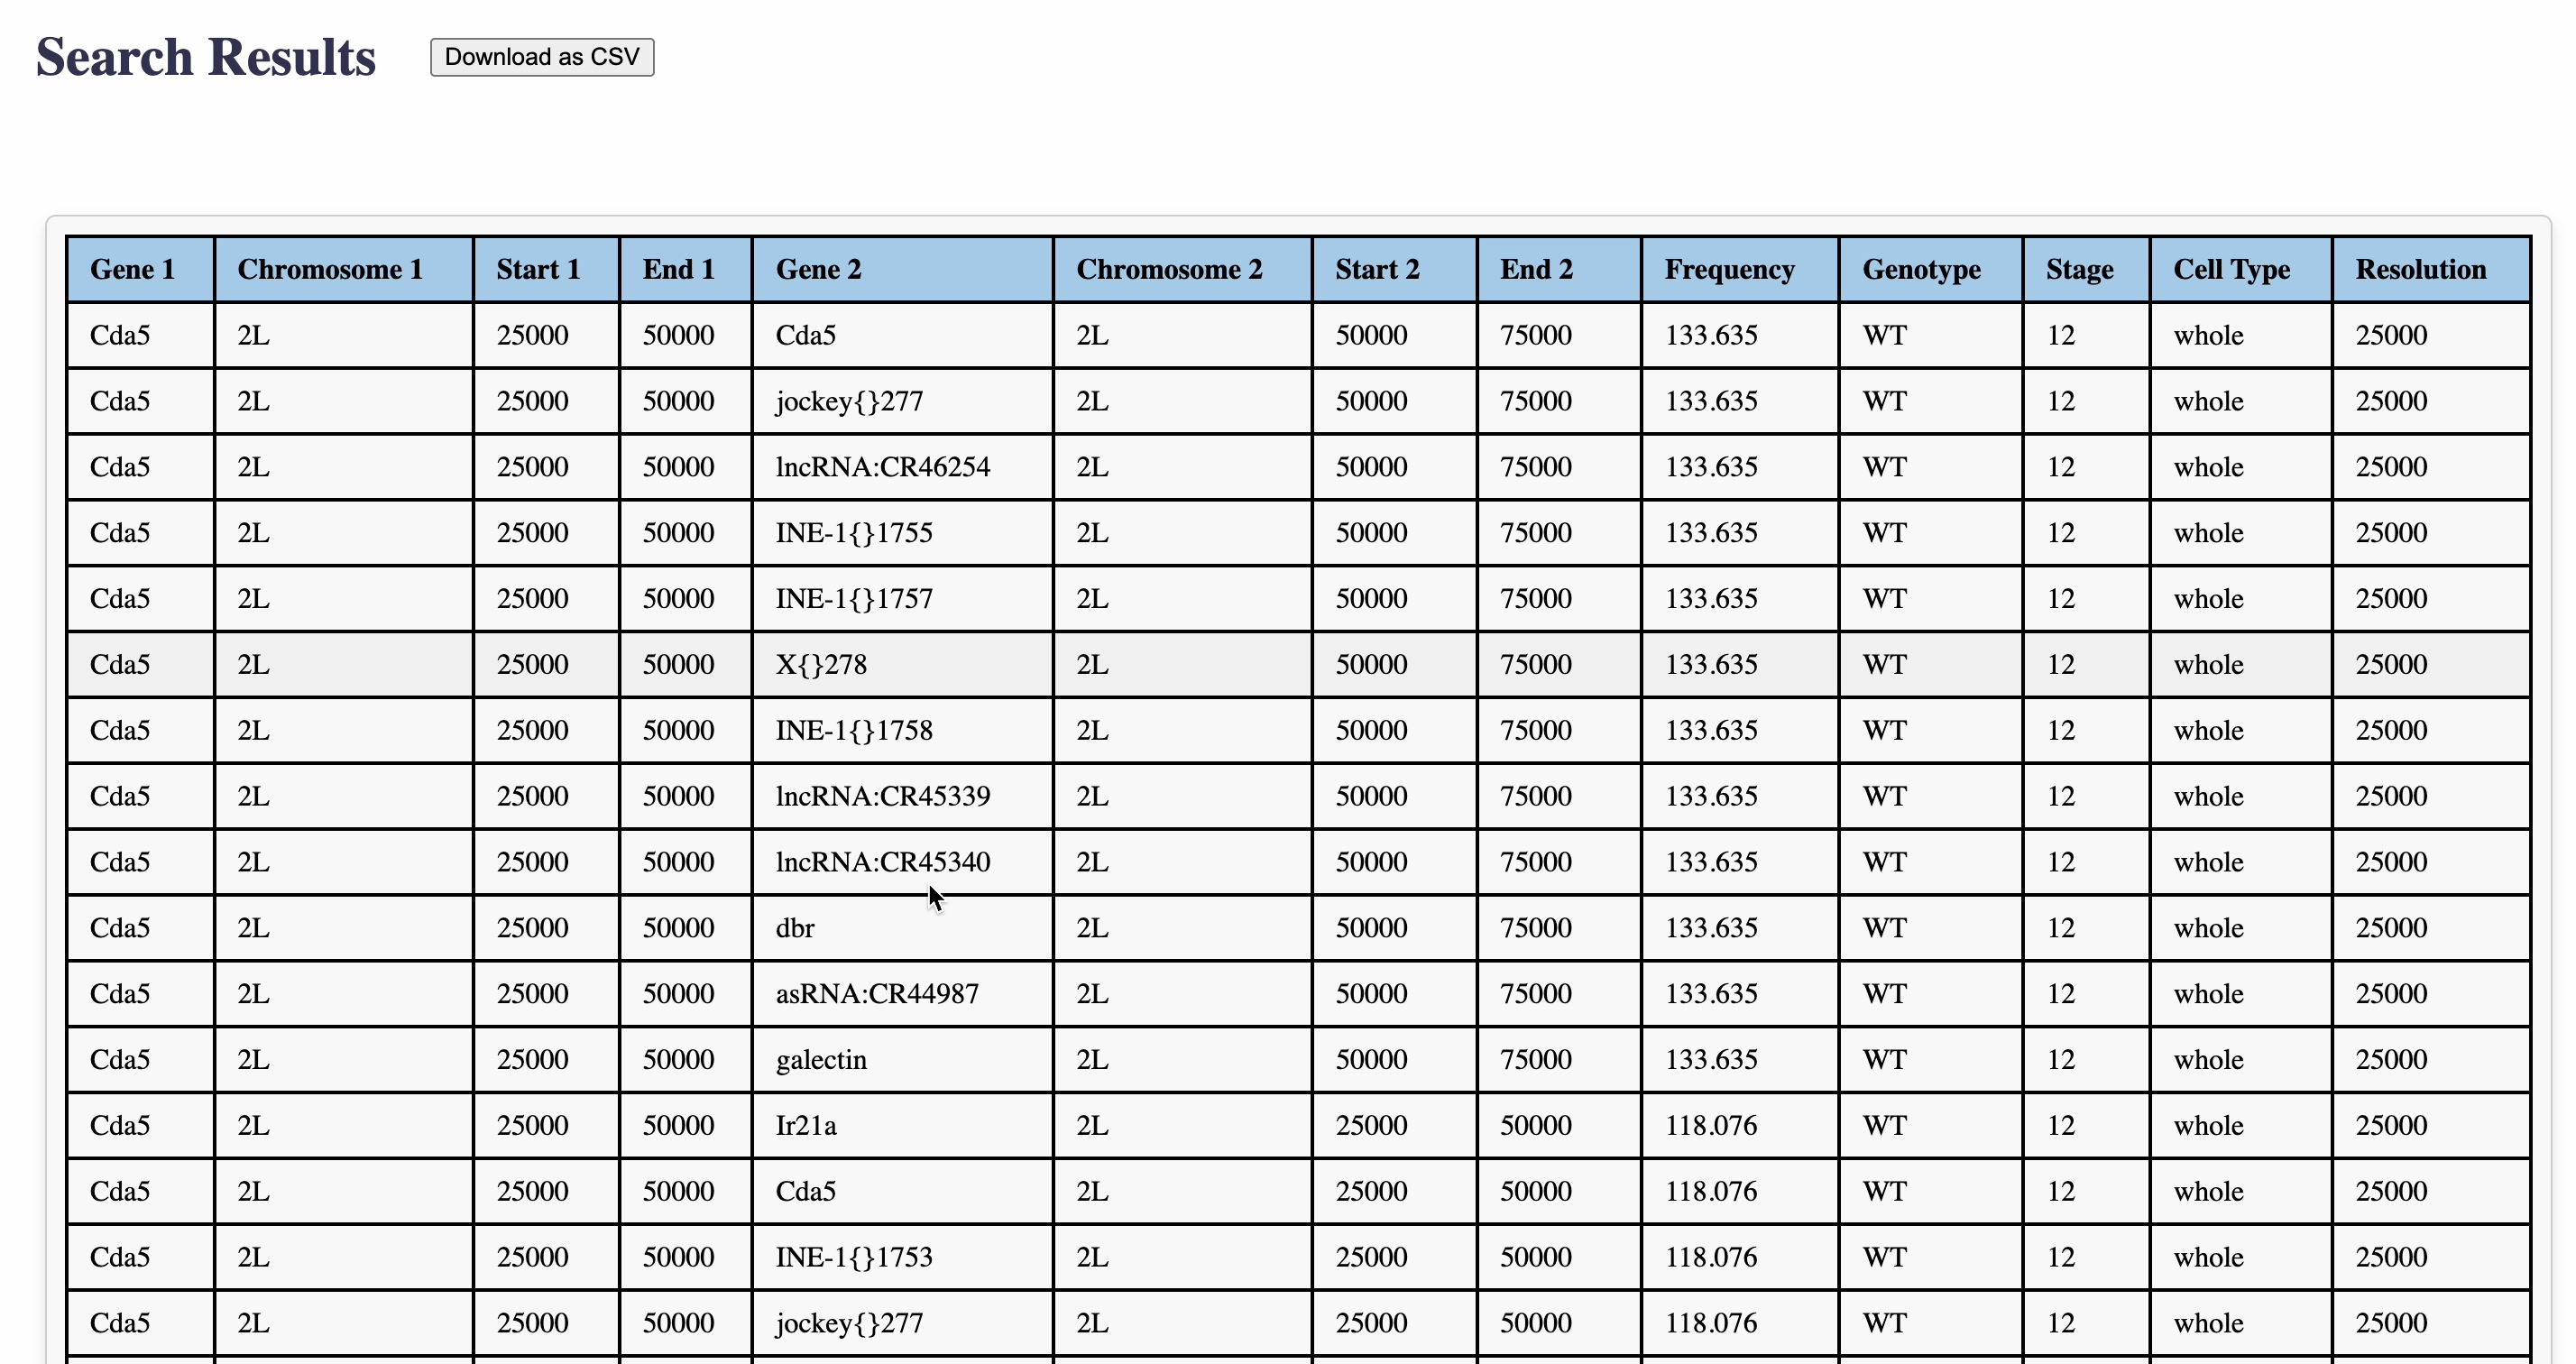 Search Results Download as CSV
Gene 1 Chromosome 1 Start 1 End 1 Gene 2 Chromosome 2 Start 2 End 2 Frequency Genotype Stage Cell Type Resolution
Cda5 2L 25000 50000 Cda5 2L 50000 75000 133.635 WT 12 whole 25000
Cda5 2L 25000 50000 jockey{}277 2L 50000 75000 133.635 WT 12 whole 25000
Cda5 2L 25000 50000 lncRNA:CR46254 2L 50000 75000 133.635 WT 12 whole 25000
Cda5 2L 25000 50000 INE-1{}1755 2L 50000 75000 133.635 WT 12 whole 25000
Cda5 2L 25000 50000 INE-1{}1757 2L 50000 75000 133.635 WT 12 whole 25000
Cda5 2L 25000 50000 X{}278 2L 50000 75000 133.635 WT 12 whole 25000
Cda5 2L 25000 50000 INE-1{}1758 2L 50000 75000 133.635 WT 12 whole 25000
Cda5 2L 25000 50000 lncRNA:CR45339 2L 50000 75000 133.635 WT 12 whole 25000
Cda5 2L 25000 50000 lncRNA:CR45340 2L 50000 75000 133.635 WT 12 whole 25000
Cda5 2L 25000 50000 dbr 2L 50000 75000 133.635 WT 12 whole 25000
Cda5 2L 25000 50000 asRNA:CR44987 2L 50000 75000 133.635 WT 12 whole 25000
Cda5 2L 25000 50000 galectin 2L 50000 75000 133.635 WT 12 whole 25000
Cda5 2L 25000 50000 Ir21a 2L 25000 50000 118.076 WT 12 whole 25000
Cda5 2L 25000 50000 Cda5 2L 25000 50000 118.076 WT 12 whole 25000
Cda5 2L 25000 50000 INE-1{}1753 2L 25000 50000 118.076 WT 12 whole 25000
Cda5 2L 25000 50000 jockey{}277 2L 25000 50000 118.076 WT 12 whole 25000